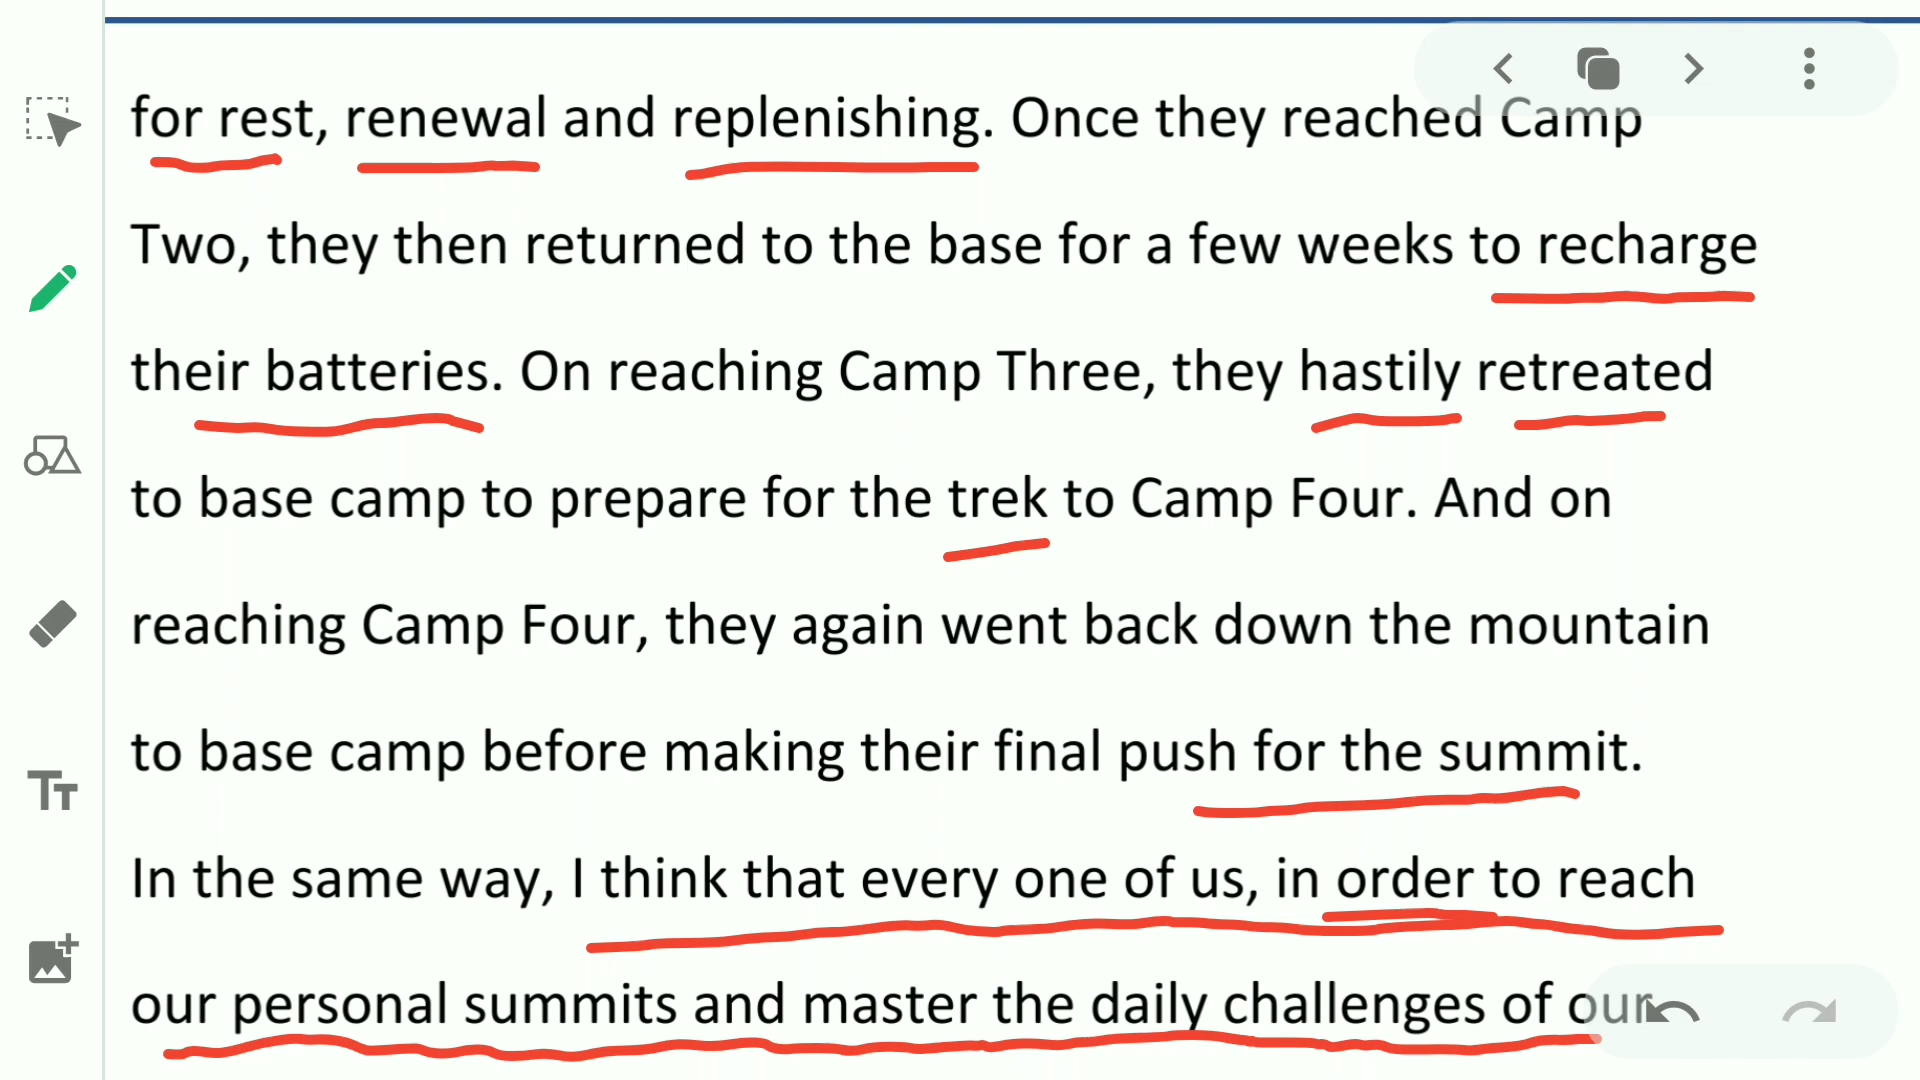 for rest, renewal and replenishing. Once they reached Camp
Two, they then returned to the base for a few weeks to recharge
their batteries. On reaching Camp Three, they hastily retreated
to base camp to prepare for the trek to Camp Four. And on
reaching Camp Four, they again went back down the mountain
to base camp before making their final push for the summit.
In the same way, I think that every one of us, in order to reach
our personal summits and master the daily challenges of our